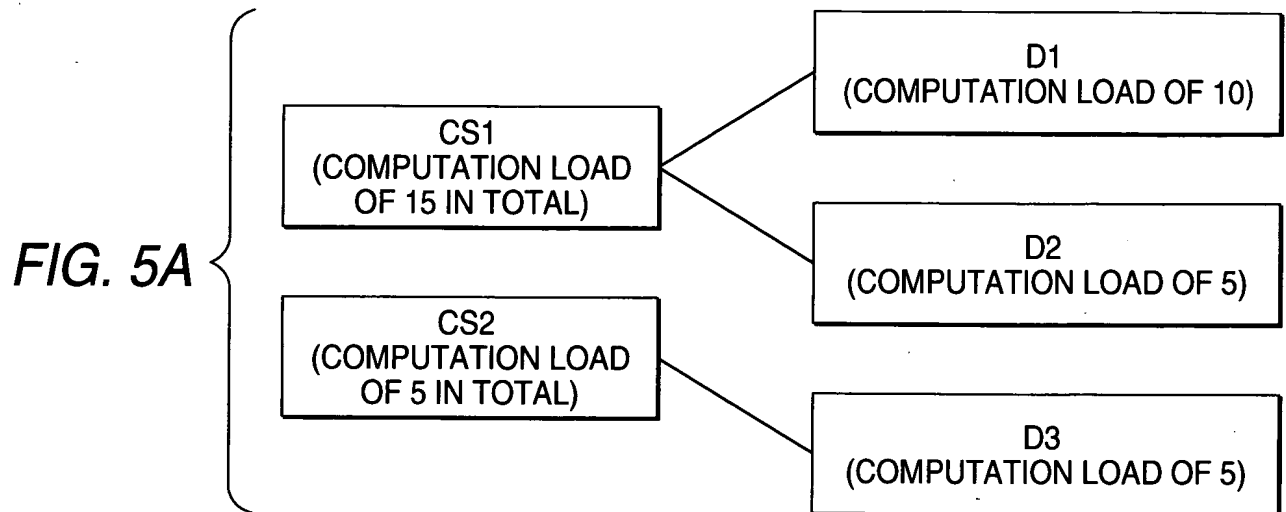 FIG. 5A
CS1
(COMPUTATION LOAD
OF 15 IN TOTAL)
CS2
(COMPUTATION LOAD
OF 5 IN TOTAL)
D1
(COMPUTATION LOAD OF 10)
D2
(COMPUTATION LOAD OF 5)
D3
(COMPUTATION LOAD OF 5)